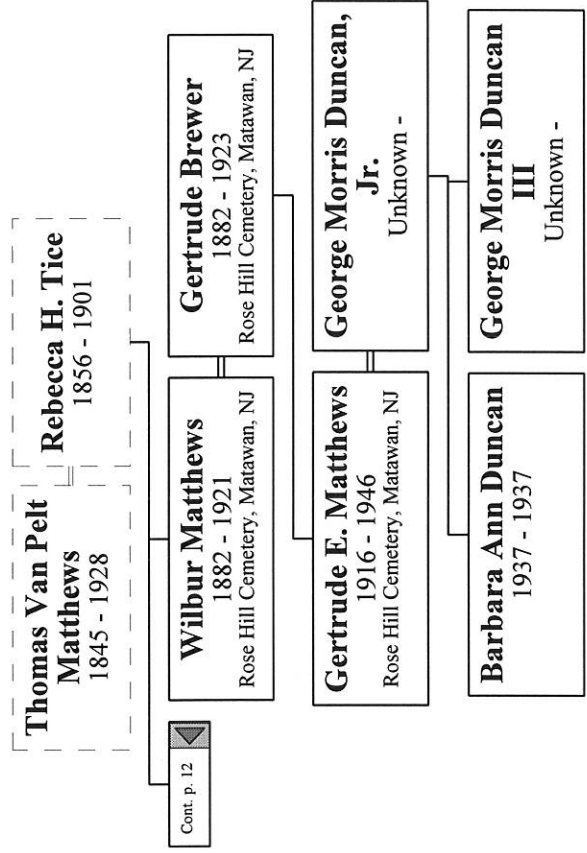 Thomas Van Pelt
Matthews
1845 - 1928
Rebecca H. Tice
1856 - 1901
Cont. p. 12
Wilbur Matthews
1882 - 1921
Rose Hill Cemetery, Matawan, NJ
Gertrude Brewer
1882 - 1923
Rose Hill Cemetery, Matawan, NJ
Gertrude E. Matthews
1916 - 1946
Rose Hill Cemetery, Matawan, NJ
George Morris Duncan,
Jr.
Unknown -
Barbara Ann Duncan
1937 - 1937
George Morris Duncan
III
Unknown -